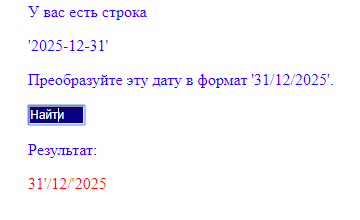 У вас есть строка
'2025-12-31'
Преобразуйте эту дату в формат '31/12/2025'.
Найти
Результат:
31'/12/'2025